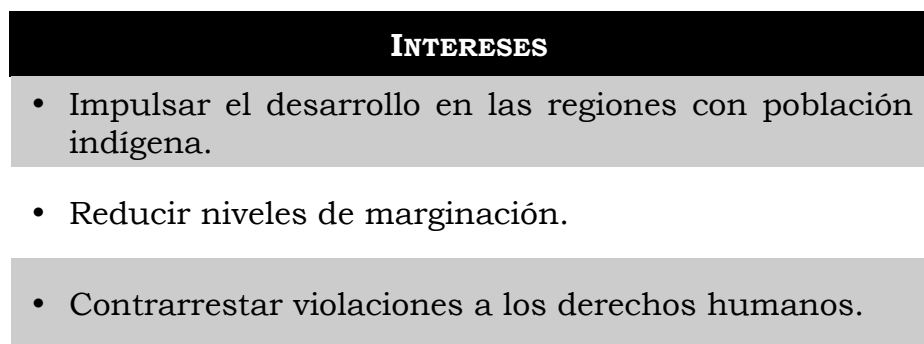 INTERESES
• Impulsar el desarrollo en las regiones con población
indígena.
• Reducir niveles de marginación.
• Contrarrestar violaciones a los derechos humanos.